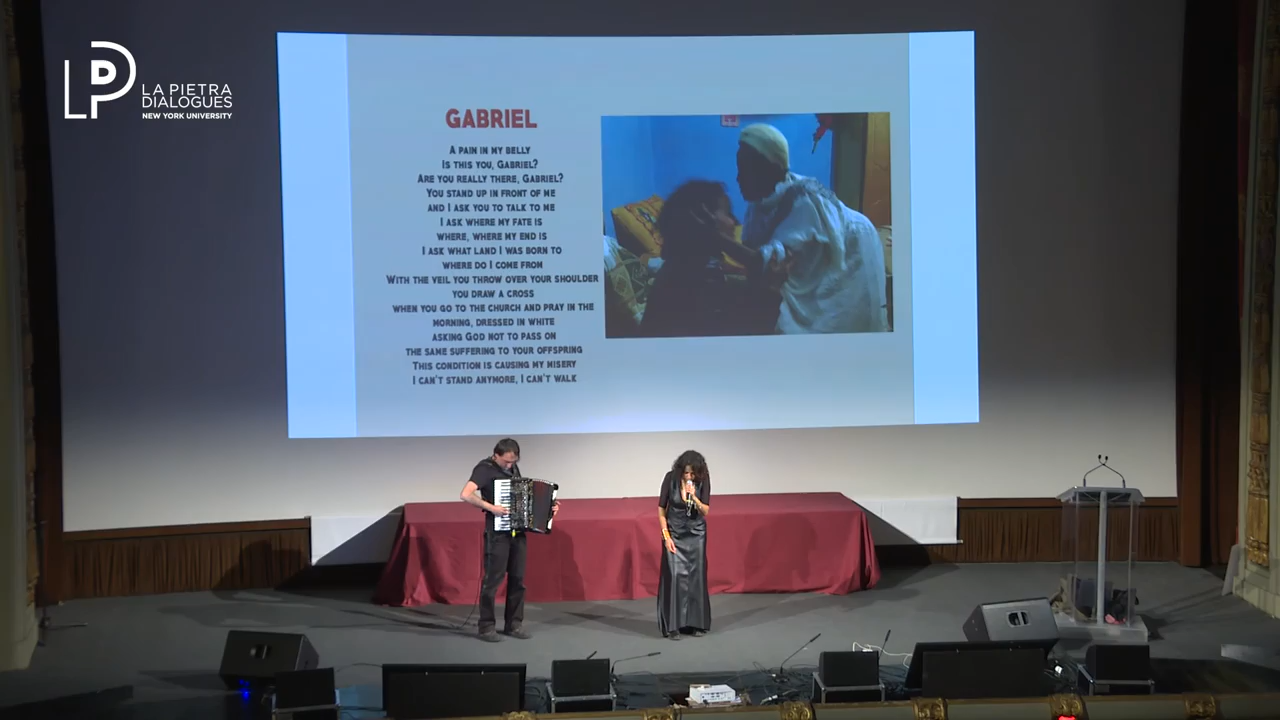 LA PIETRA
DIALOGUES
NEW YORK UNIVERSITY
GABRIEL
A PAIN IN MY BELLY
IS THIS YOU, GABRIEL?
ARE YOU REALLY THERE, GABRIEL?
YOU STAND UP IN FRONT OF ME
AND I ASK YOU TO TALK TO ME
I ASK WHERE MY FATE IS
WHERE, WHERE MY END IS
I ASK WHAT LAND I WAS BORN TO
WHERE DO I COME FROM
WITH THE VEIL YOU THROW OVER YOUR SHOULDER
YOU DRAW A CROSS
WHEN YOU GO TO THE CHURCH AND PRAY IN THE
MORNING, DRESSED IN WHITE
ASKING GOD NOT TO PASS ON
THE SAME SUFFERING TO YOUR OFFSPRING
THIS CONDITION IS CAUSING MY MISERY
I CAN'T STAND ANYMORE, I CAN'T WALK